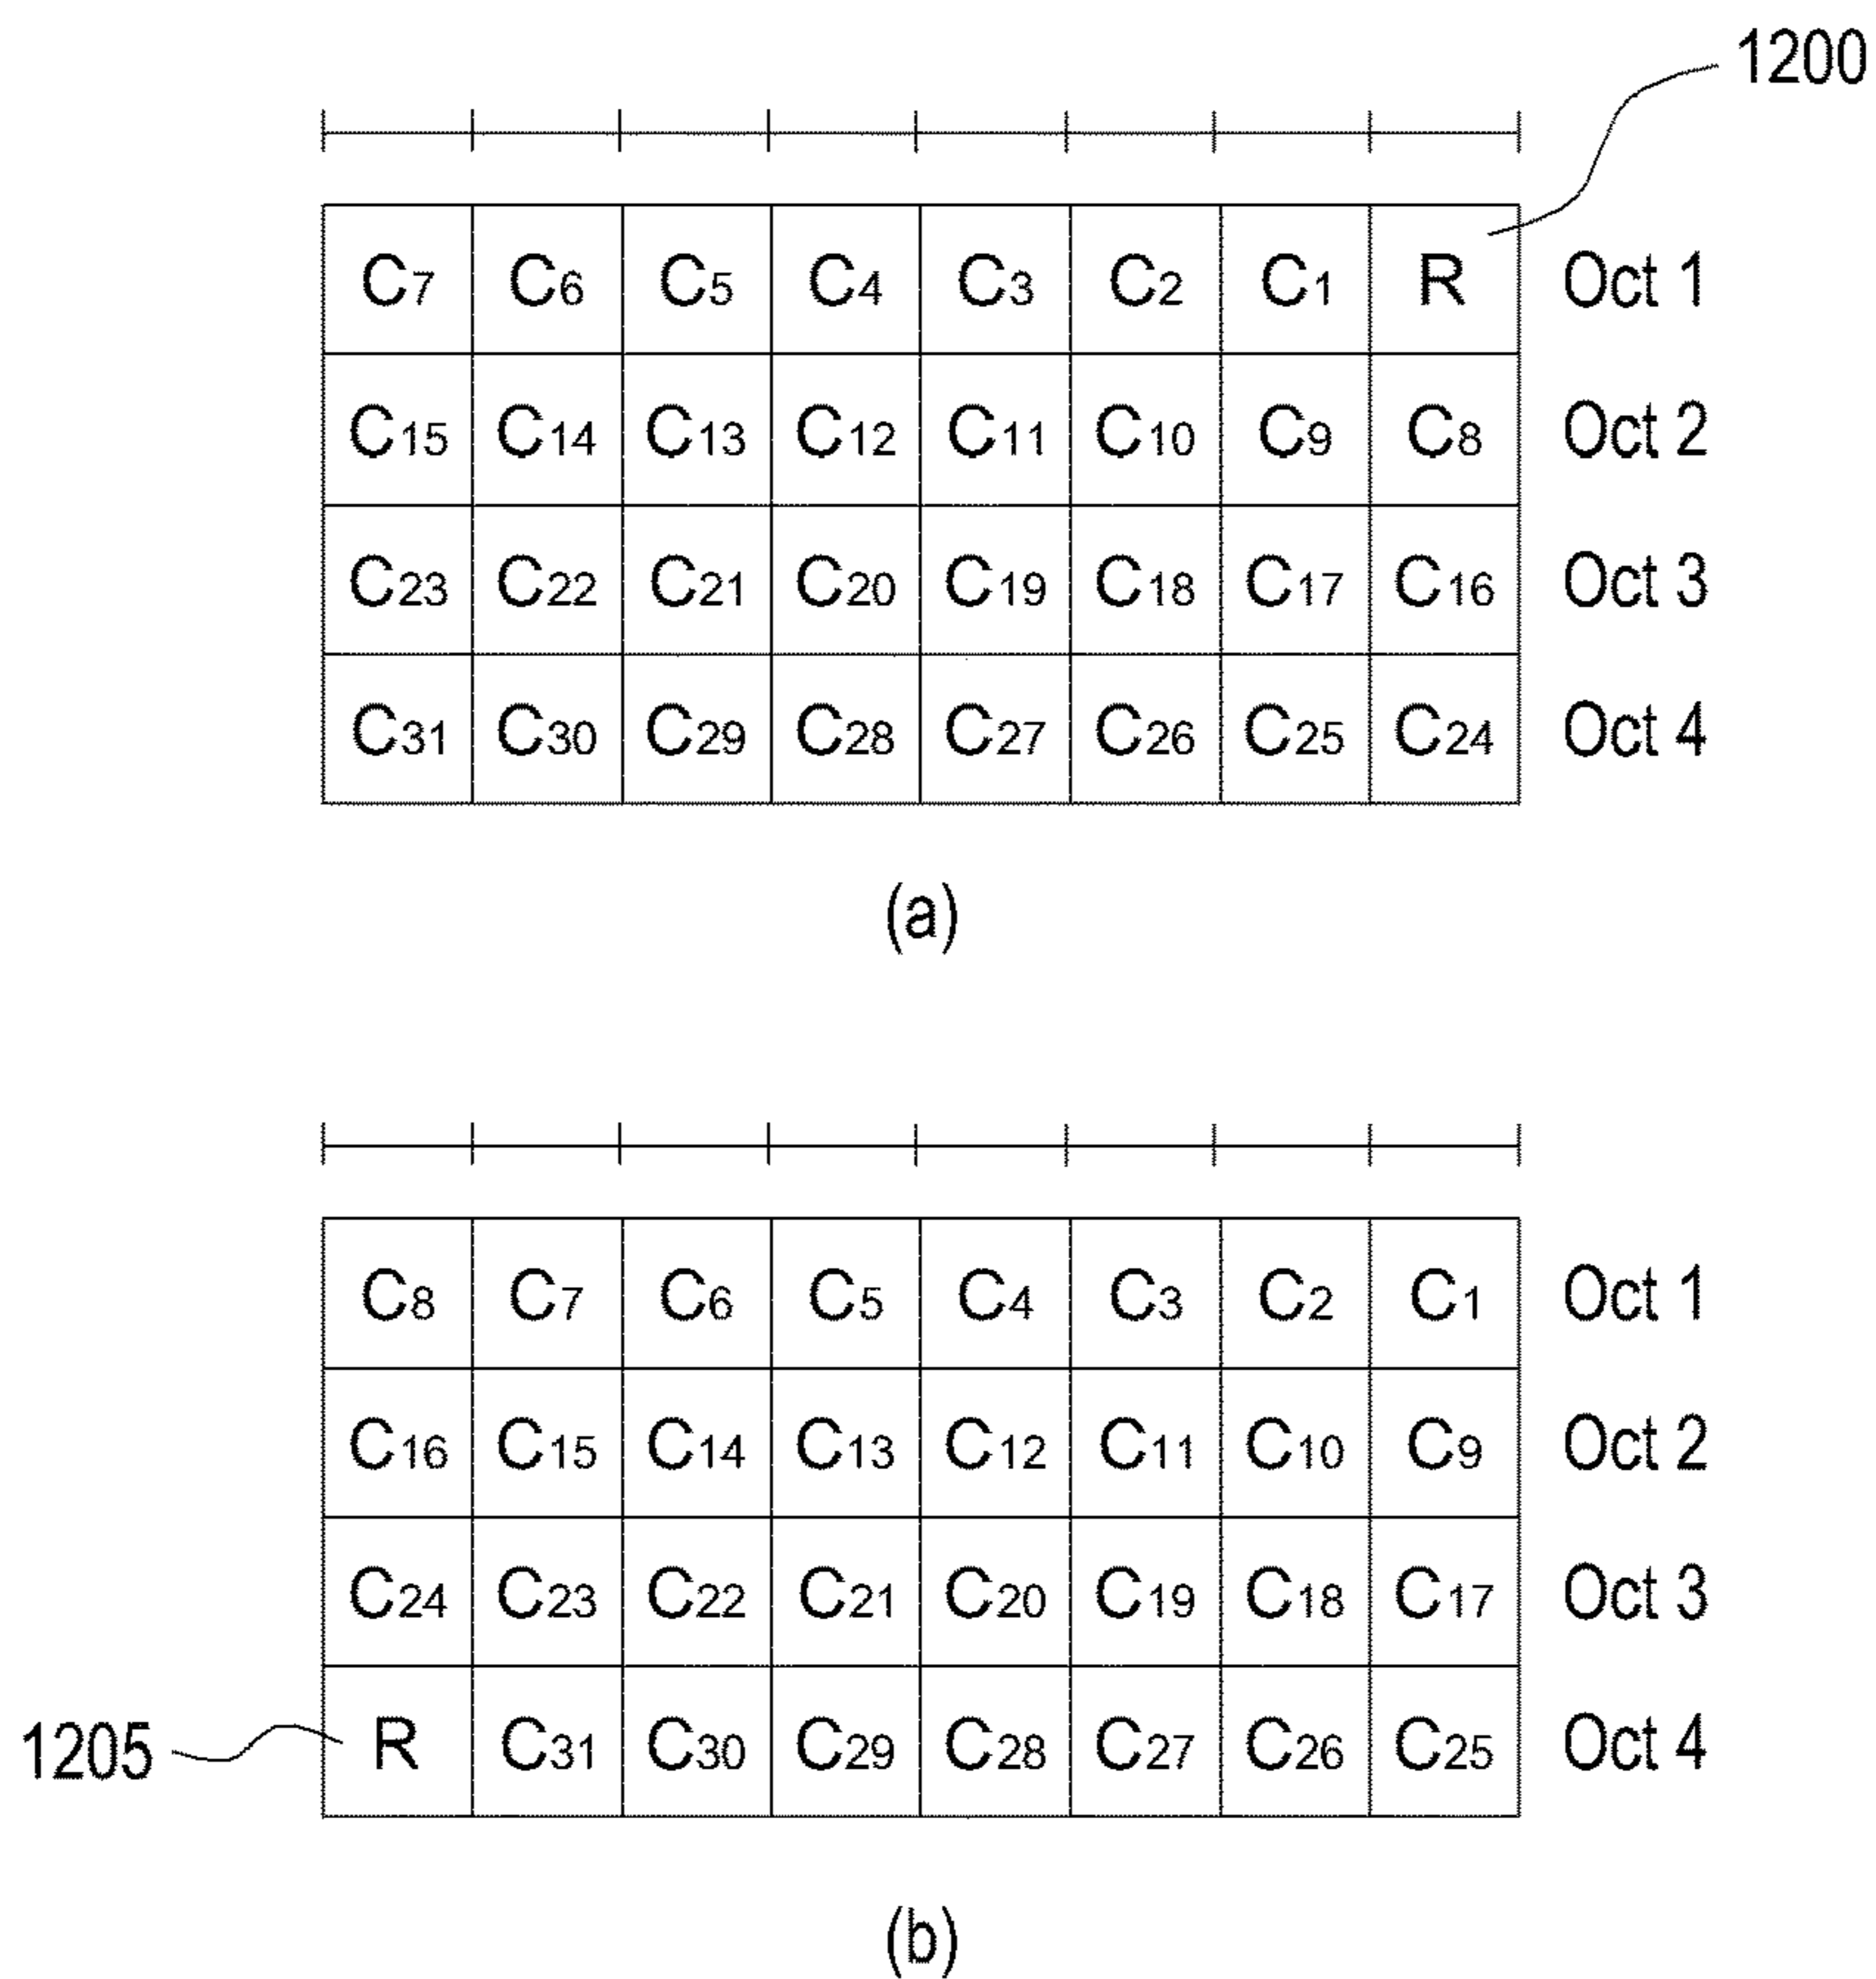 1200
C7 C6 C5 C4 C3 C2 C1 R Oct 1
C15 C14 C13 C12 C11 C10 C9 C8 Oct 2
C23 C22 C21 C20 C19 C18 C17 C16 Oct 3
C31 C30 C29 C28 C27 C26 C25 C24 Oct 4
(a)
C8 C7 C6 C5 C4 C3 C2 C1 Oct 1
C16 C15 C14 C13 C12 C11 C10 C9 Oct 2
C24 C23 C22 C21 C20 C19 C18 C17 Oct 3
1205 R C31 C30 C29 C28 C27 C26 C25 Oct 4
(b)